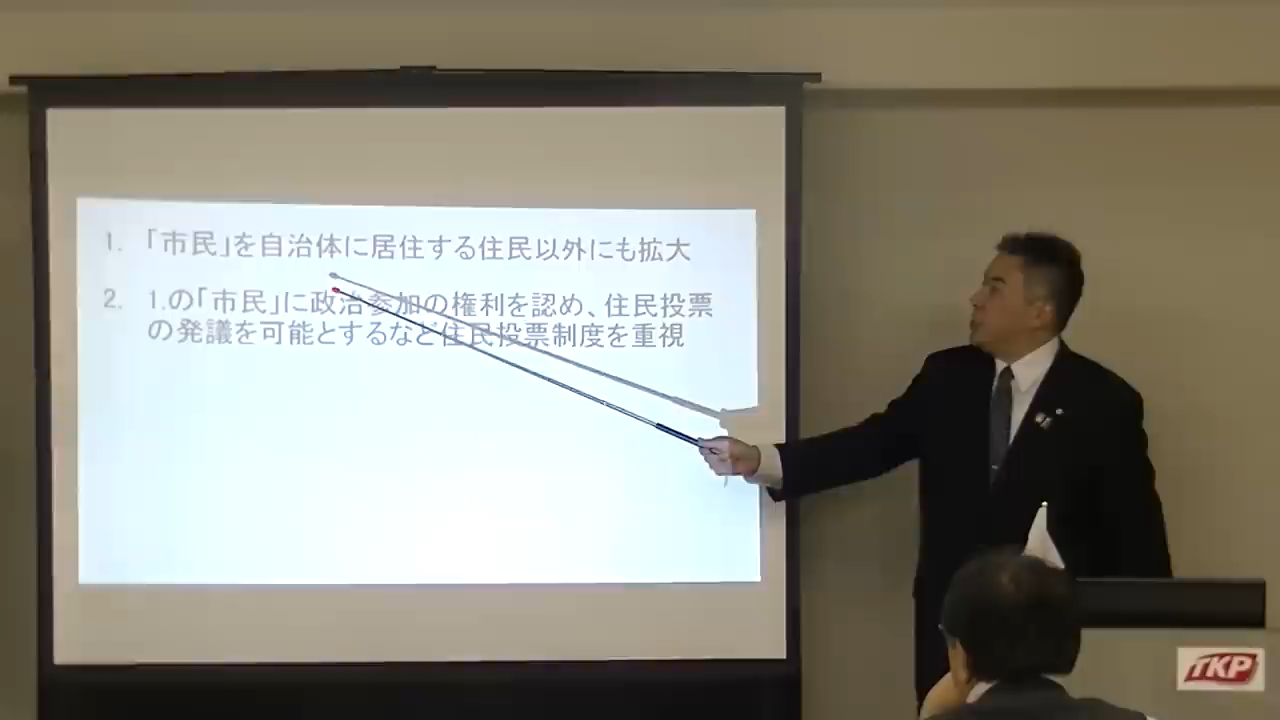 1. 「市民」を自治体に居住する住民以外にも拡大
2. 1.の「市民」に政治参加の権利を認め、住民投票
の発議を可能とするなど住民投票制度を重視
TKP